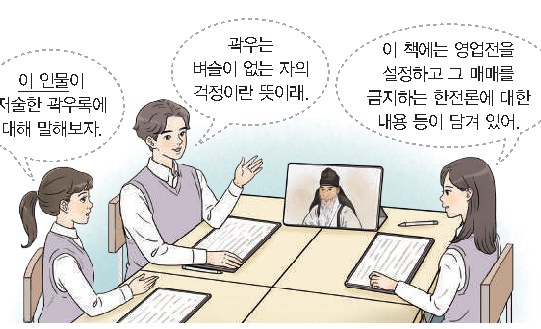 이 인물이
저술한 곽우록에
대해 말해보자.
곽우는
벼슬이 없는 자의
걱정이란 뜻이래.
이 책에는 영업전을
설정하고 그 매매를
금지하는 한전론에 대한
내용 등이 담겨 있어.